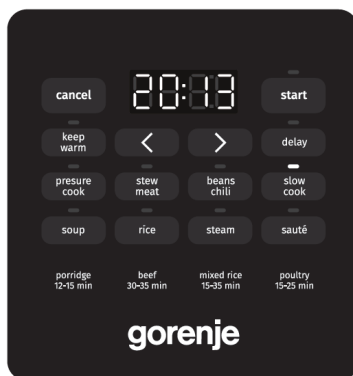 20:13
cancel
start
keep
warm
<
>
delay
presure
cook
stew
meat
beans
chili
slow
cook
soup
rice
steam
sauté
porridge
12-15 min
beef
30-35 min
mixed rice
15-35 min
poultry
15-25 min
gorenje